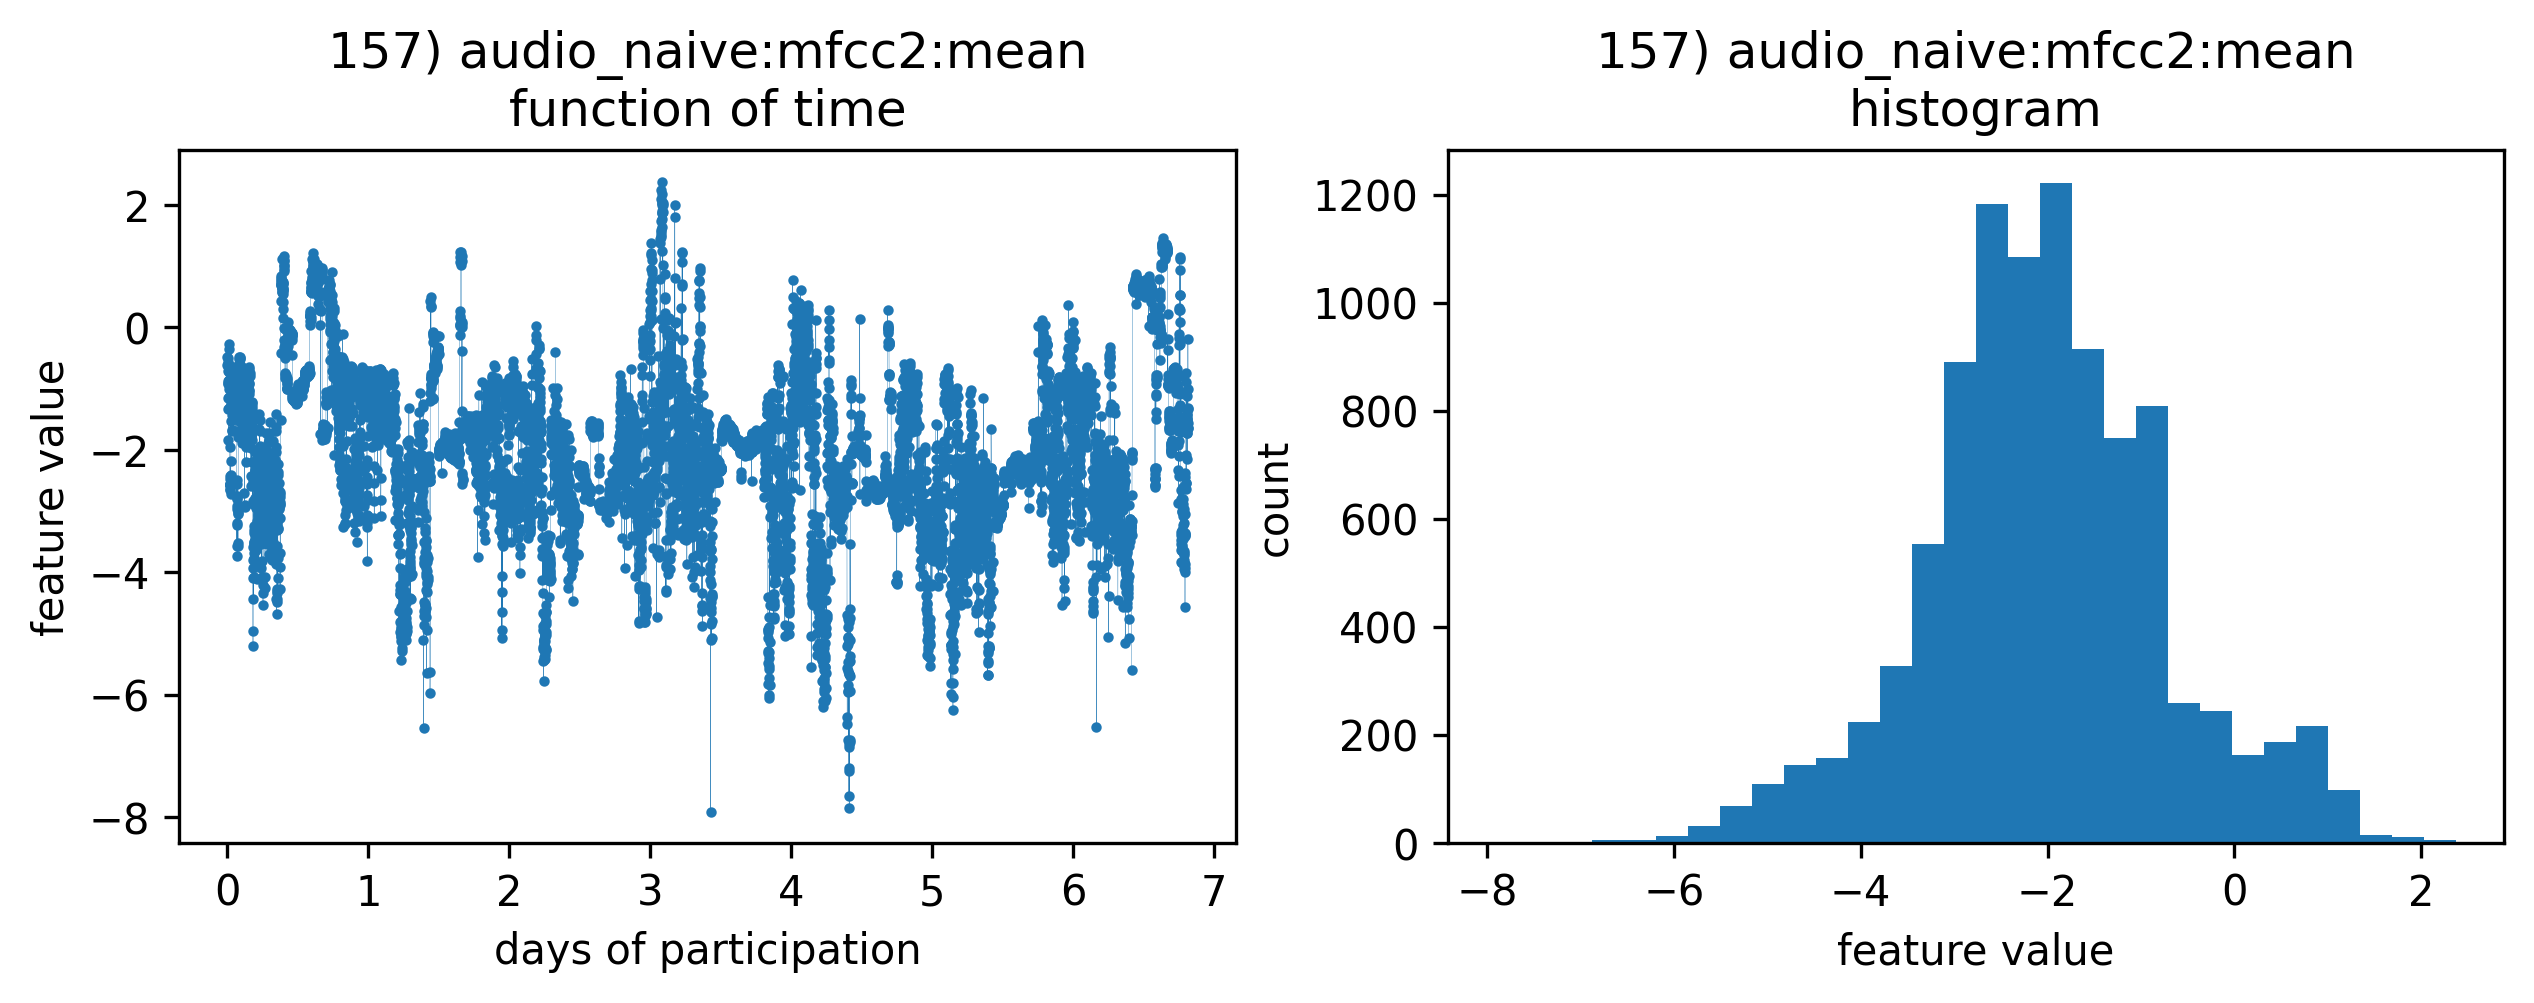 157) audio_naive:mfcc2:mean
function of time
2
0
−2
−4
−6
−8
feature value
0 1 2 3 4 5 6 7
days of participation
157) audio_naive:mfcc2:mean
histogram
1200
1000
800
600
400
200
0
count
−8 −6 −4 −2 0 2
feature value